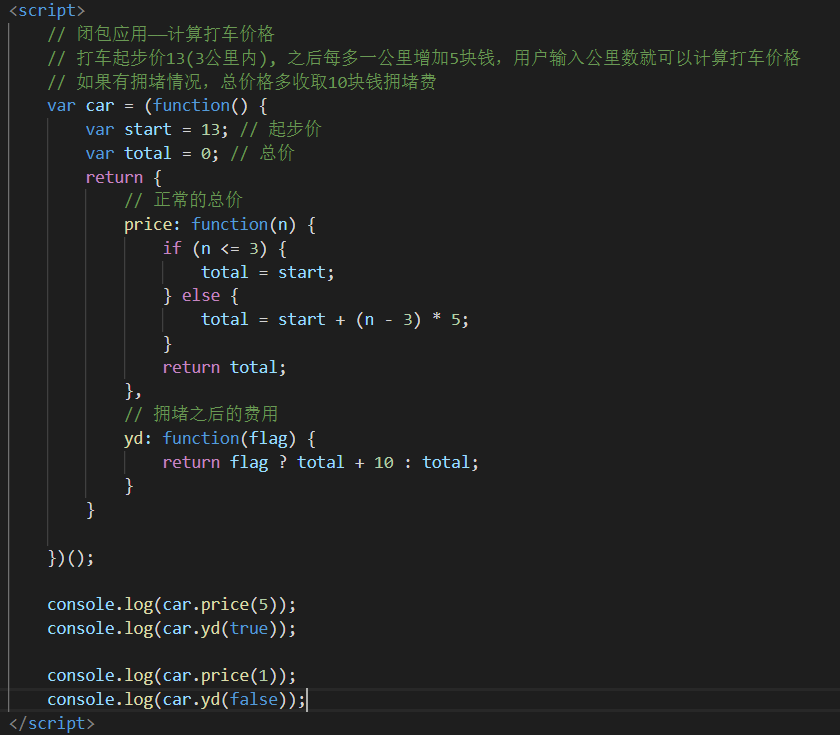 <script>
// 闭包应用——计算打车价格
// 打车起步价13(3公里内), 之后每多一公里增加5块钱, 用户输入公里数就可以计算打车价格
// 如果有拥堵情况, 总价格多收取10块钱拥堵费
var car = (function() {
var start = 13; // 起步价
var total = 0; // 总价
return {
// 正常的总价
price: function(n) {
if (n <= 3) {
total = start;
} else {
total = start + (n - 3) * 5;
}
return total;
},
// 拥堵之后的费用
yd: function(flag) {
return flag ? total + 10 : total;
}
}
})();
console.log(car.price(5));
console.log(car.yd(true));
console.log(car.price(1));
console.log(car.yd(false));
</script>